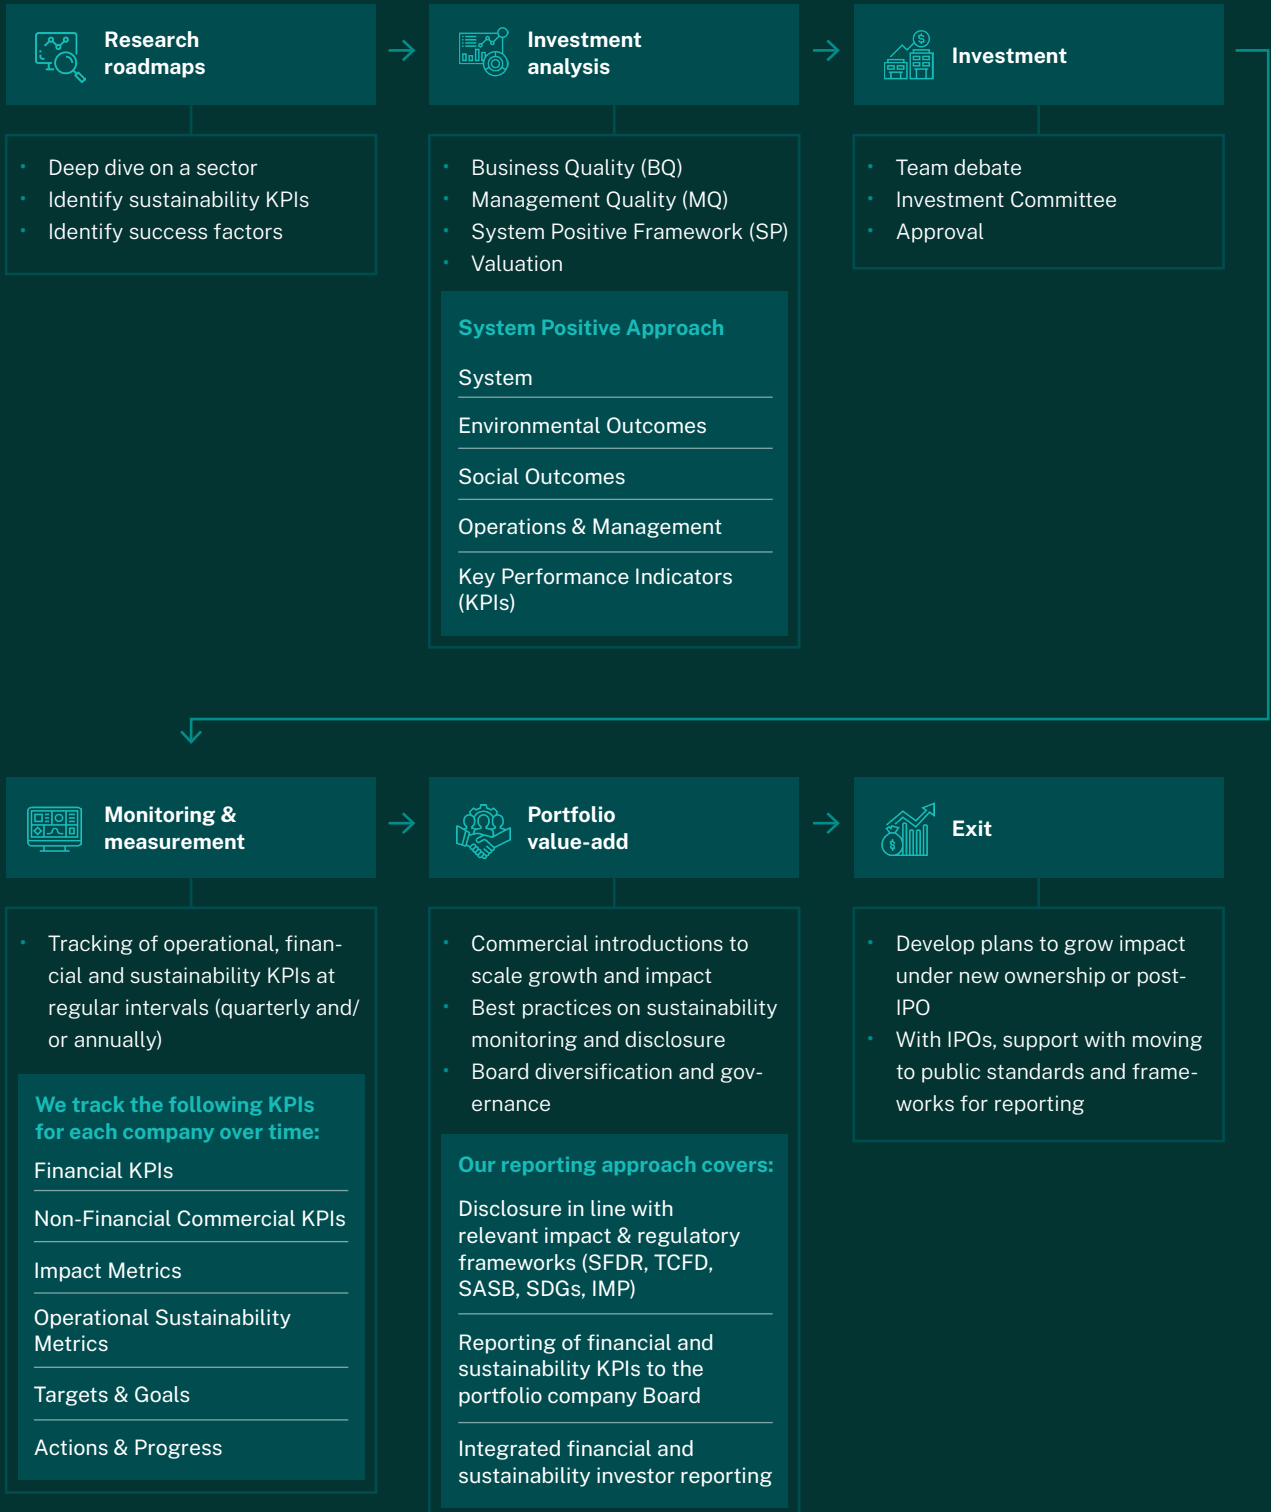 Research
roadmaps
• Deep dive on a sector
• Identify sustainability KPIs
• Identify success factors
Investment
analysis
• Business Quality (BQ)
• Management Quality (MQ)
• System Positive Framework (SP)
• Valuation
System Positive Approach
System
Environmental Outcomes
Social Outcomes
Operations & Management
Key Performance Indicators
(KPIs)
Investment
• Team debate
• Investment Committee
• Approval
Monitoring &
measurement
• Tracking of operational, finan-
cial and sustainability KPIs at
regular intervals (quarterly and/
or annually)
We track the following KPIs
for each company over time:
Financial KPIs
Non-Financial Commercial KPIs
Impact Metrics
Operational Sustainability
Metrics
Targets & Goals
Actions & Progress
Portfolio
value-add
• Commercial introductions to
scale growth and impact
• Best practices on sustainability
monitoring and disclosure
• Board diversification and gov-
ernance
Our reporting approach covers:
Disclosure in line with
relevant impact & regulatory
frameworks (SFDR, TCFD,
SASB, SDGs, IMP)
Reporting of financial and
sustainability KPIs to the
portfolio company Board
Integrated financial and
sustainability investor reporting
Exit
• Develop plans to grow impact
under new ownership or post-
IPO
• With IPOs, support with moving
to public standards and frame-
works for reporting